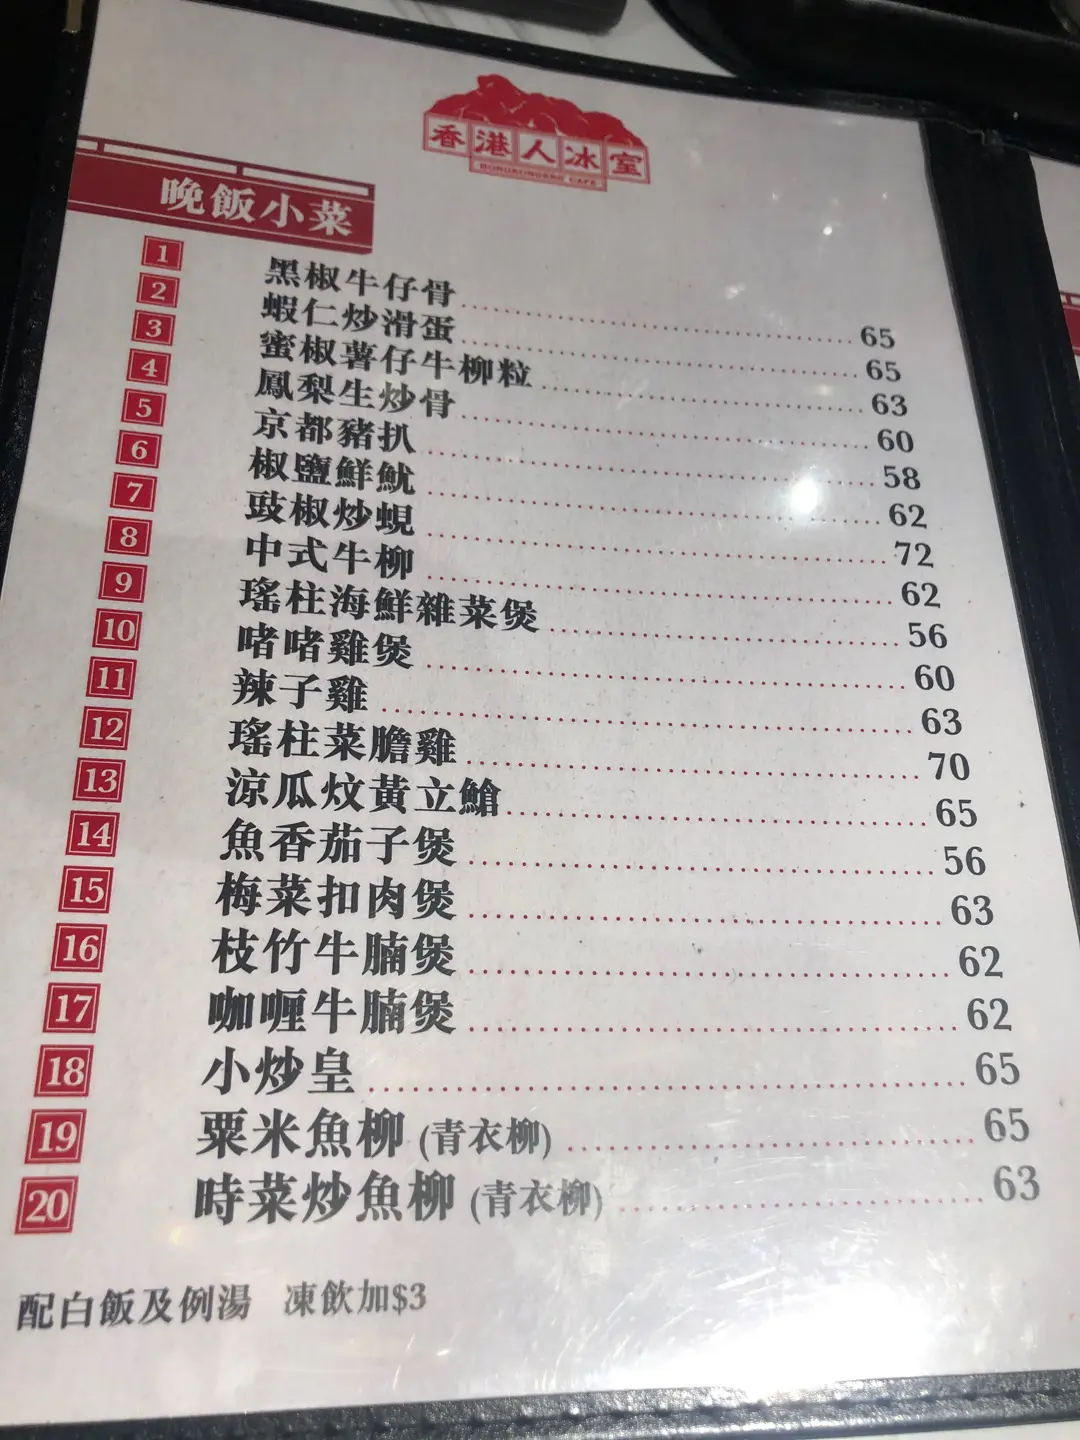 香港人冰室
HONGKONGERS CAFE
晚飯小菜
1 黑椒牛仔骨 65
2 蝦仁炒滑蛋 65
3 蜜椒薯仔牛柳粒 63
4 鳳梨生炒骨 60
5 京都豬扒 58
6 椒鹽鮮魷 62
7 豉椒炒蜆 72
8 中式牛柳 62
9 瑤柱海鮮雜菜煲 56
10 啫啫雞煲 60
11 辣子雞 63
12 瑤柱菜膽雞 70
13 涼瓜炆黃立鯧 65
14 魚香茄子煲 56
15 梅菜扣肉煲 63
16 枝竹牛腩煲 62
17 咖喱牛腩煲 62
18 小炒皇 65
19 粟米魚柳 (青衣柳) 65
20 時菜炒魚柳 (青衣柳) 63
配白飯及例湯 凍飲加$3